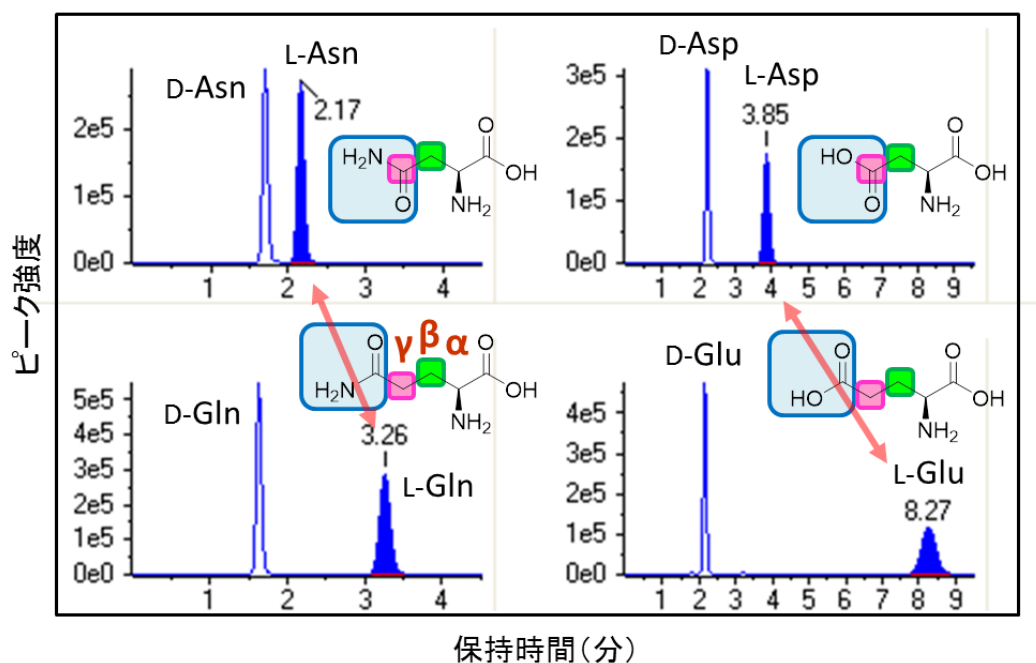 ピーク強度
D-Asn
L-Asn
2.17
2e5
1e5
0e0
1 2 3 4
H₂N
O
O
OH
NH₂
D-Asp
L-Asp
3.85
3e5
2e5
1e5
0e0
1 2 3 4 5 6 7 8 9
HO
O
O
OH
NH₂
D-Gln
L-Gln
3.26
5e5
4e5
3e5
2e5
1e5
0e0
1 2 3 4
O
γ β α
O
NH₂
OH
NH₂
D-Glu
L-Glu
8.27
4e5
3e5
2e5
1e5
0e0
1 2 3 4 5 6 7 8 9
O
O
HO
OH
NH₂
保持時間(分)